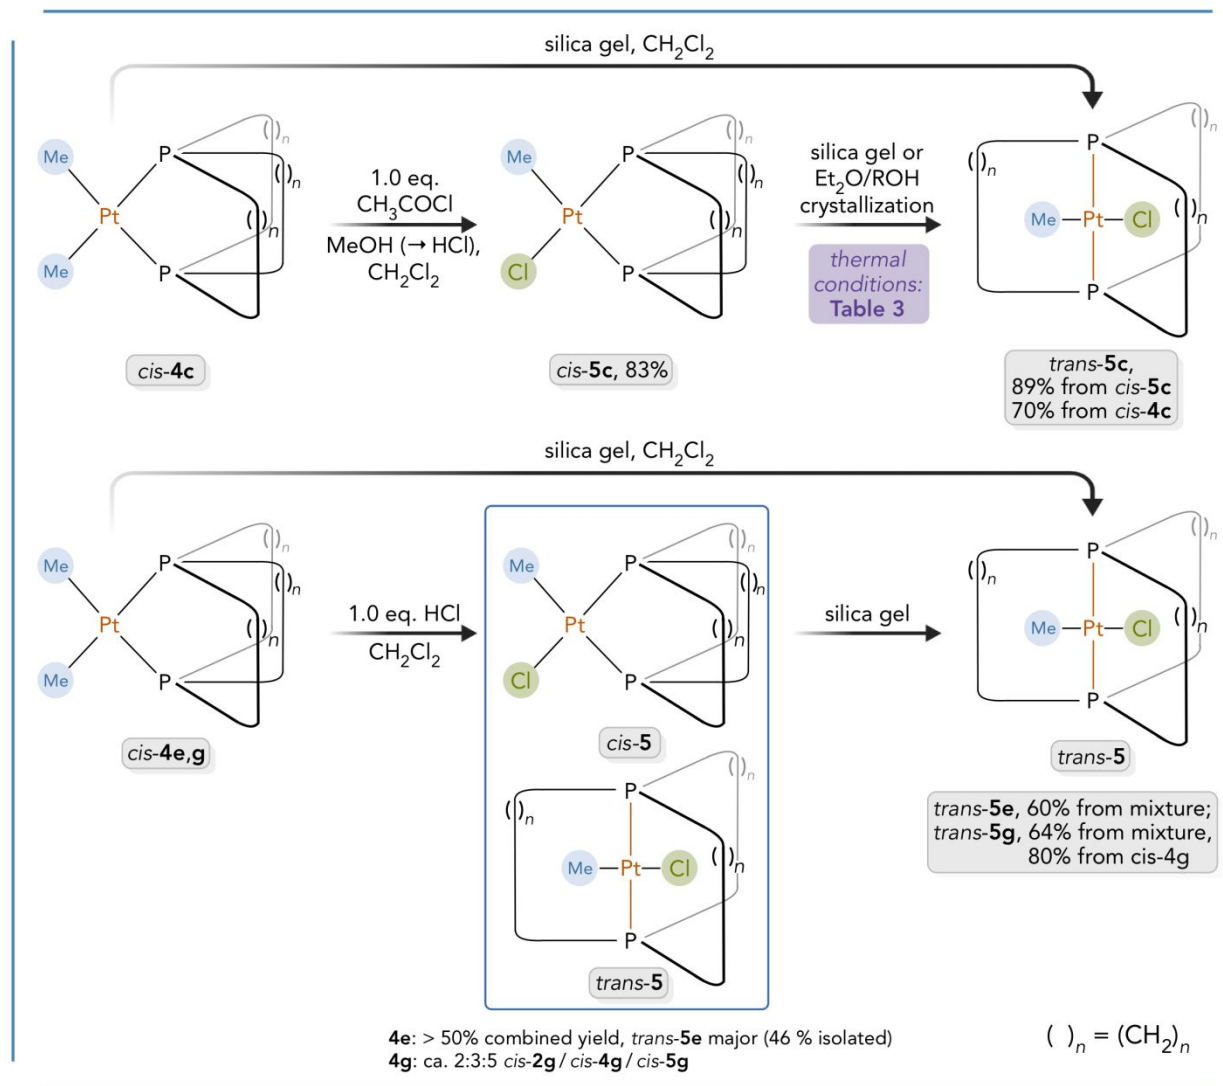 silica gel, CH2Cl2
Me
Me
Pt
P
P
( )n
( )n
( )n
1.0 eq.
CH3COCl
MeOH (→ HCl),
CH2Cl2
Me
Cl
Pt
P
P
( )n
( )n
( )n
silica gel or
Et2O/ROH
crystallization
thermal
conditions:
Table 3
P
P
Me
Pt
Cl
( )n
( )n
( )n
cis-4c
cis-5c, 83%
trans-5c,
89% from cis-5c
70% from cis-4c
silica gel, CH2Cl2
Me
Me
Pt
P
P
( )n
( )n
( )n
cis-4e,g
1.0 eq. HCl
CH2Cl2
Me
Cl
Pt
P
P
( )n
( )n
( )n
cis-5
P
P
Me
Pt
Cl
( )n
( )n
( )n
trans-5
silica gel
P
P
Me
Pt
Cl
( )n
( )n
( )n
trans-5
trans-5e, 60% from mixture;
trans-5g, 64% from mixture,
80% from cis-4g
4e: > 50% combined yield, trans-5e major (46 % isolated)
4g: ca. 2:3:5 cis-2g / cis-4g / cis-5g
( )n = (CH2)n